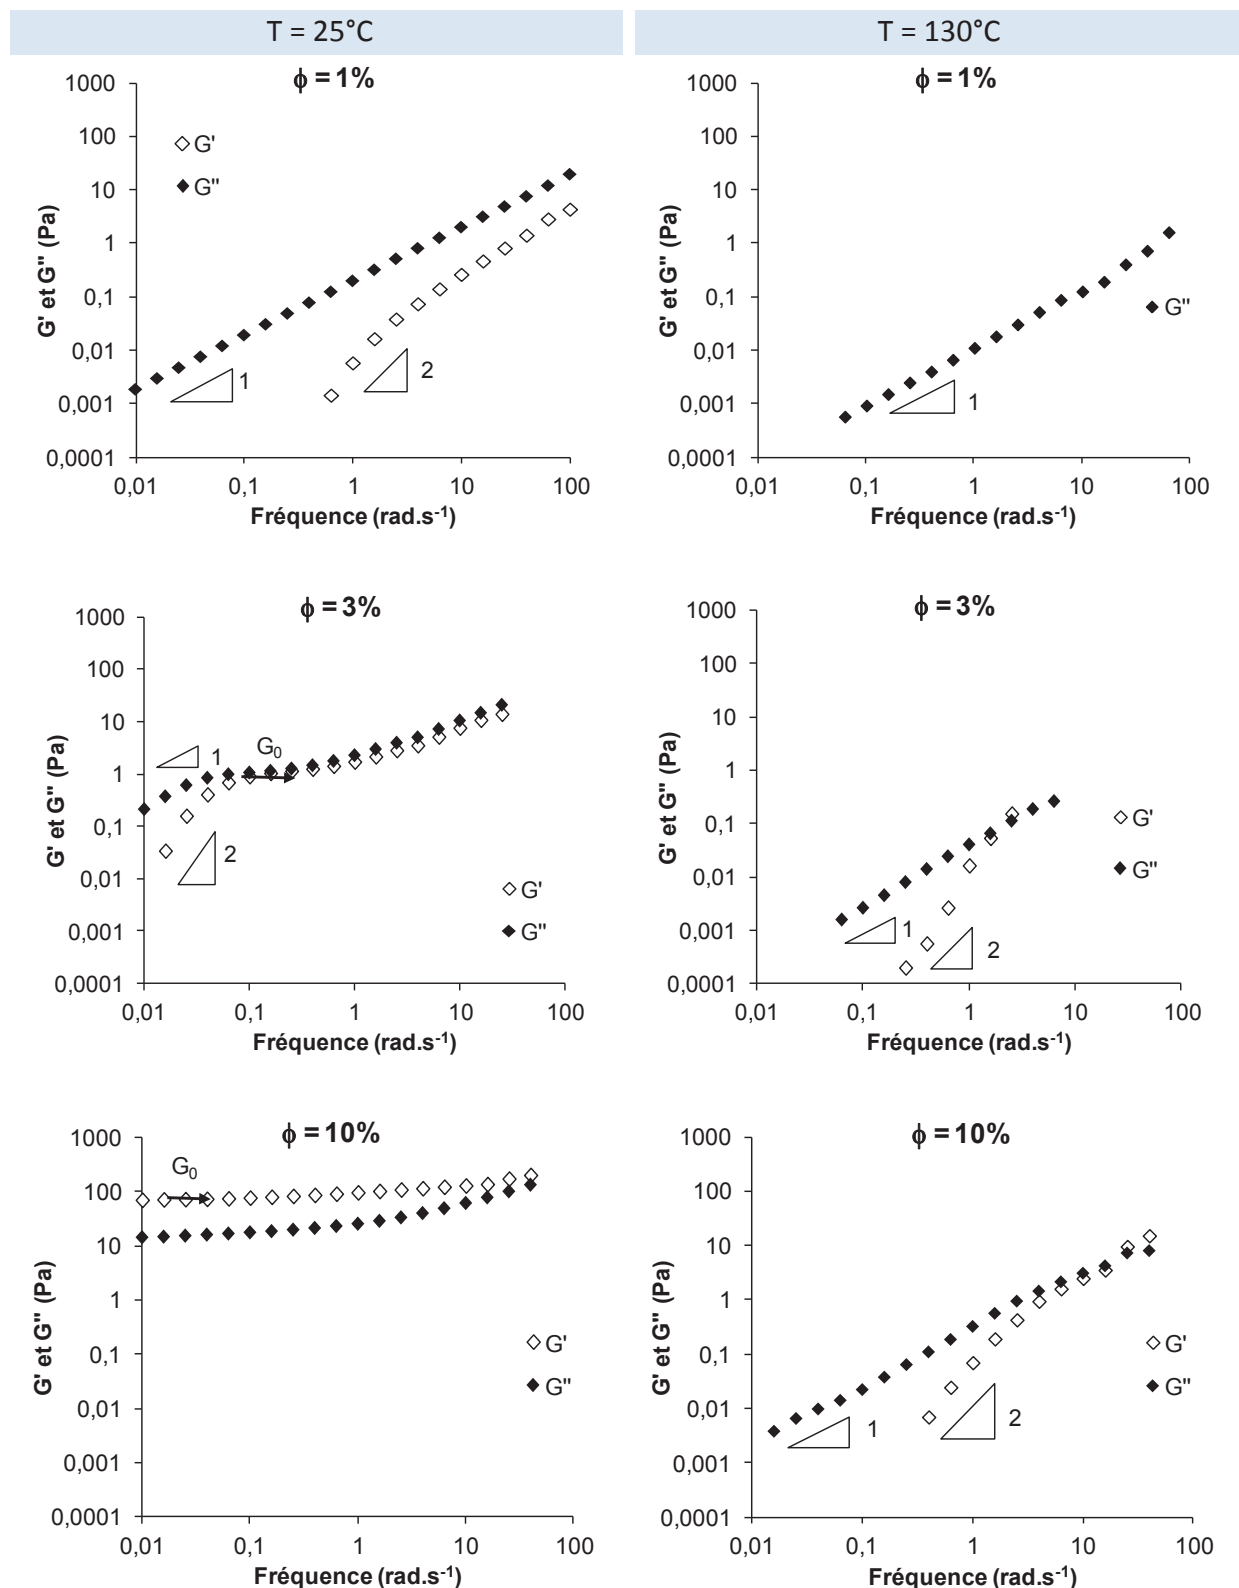 T = 25°C
T = 130°C
ϕ = 1%
1000
100
10
1
0,1
0,01
0,001
0,0001
G' et G" (Pa)
G'
G"
1
2
0,01 0,1 1 10 100
Fréquence (rad.s-1)
ϕ = 1%
1000
100
10
1
0,1
0,01
0,001
0,0001
G' et G" (Pa)
G"
1
0,01 0,1 1 10 100
Fréquence (rad.s-1)
ϕ = 3%
1000
100
10
1
0,1
0,01
0,001
0,0001
G' et G" (Pa)
1
G0
2
G'
G"
0,01 0,1 1 10 100
Fréquence (rad.s-1)
ϕ = 3%
1000
100
10
1
0,1
0,01
0,001
0,0001
G' et G" (Pa)
G'
G"
1
2
0,01 0,1 1 10 100
Fréquence (rad.s-1)
ϕ = 10%
1000
100
10
1
0,1
0,01
0,001
0,0001
G' et G" (Pa)
G0
G'
G"
0,01 0,1 1 10 100
Fréquence (rad.s-1)
ϕ = 10%
1000
100
10
1
0,1
0,01
0,001
0,0001
G' et G" (Pa)
G'
G"
1
2
0,01 0,1 1 10 100
Fréquence (rad.s-1)